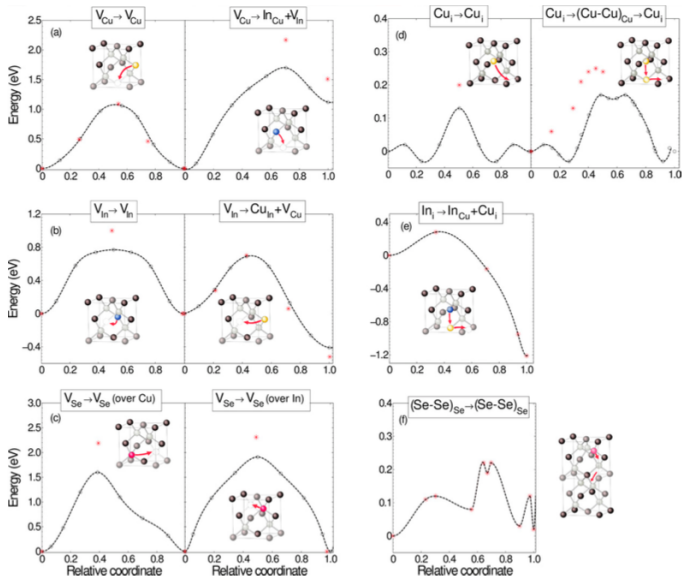 V_Cu→V_Cu
V_Cu→In_Cu+V_In
(a)
Energy (eV)
2.5
2.0
1.5
1.0
0.5
0.0
0 0.2 0.4 0.6 0.8 0 0.2 0.4 0.6 0.8 1.0
Cu_i→Cu_i
Cu_i→(Cu-Cu)_Cu→Cu_i
(d)
Energy (eV)
0.4
0.3
0.2
0.1
0
0 0.2 0.4 0.6 0.8 0 0.2 0.4 0.6 0.8 1.0
V_In→V_In
V_In→Cu_In+V_Cu
(b)
Energy (eV)
1.2
0.8
0.4
0.0
−0.4
0 0.2 0.4 0.6 0.8 0 0.2 0.4 0.6 0.8 1.0
In_i→In_Cu+Cu_i
(e)
0.4
0
−0.4
−0.8
−1.2
0 0.2 0.4 0.6 0.8 1.0
V_Se→V_Se (over Cu)
V_Se→V_Se (over In)
(c)
Energy (eV)
3.0
2.5
2.0
1.5
1.0
0.5
0.0
0 0.2 0.4 0.6 0.8 0 0.2 0.4 0.6 0.8 1.0
Relative coordinate
Relative coordinate
(Se-Se)_Se→(Se-Se)_Se
(f)
0.4
0.3
0.2
0.1
0
0 0.2 0.4 0.6 0.8 1.0
Relative coordinate